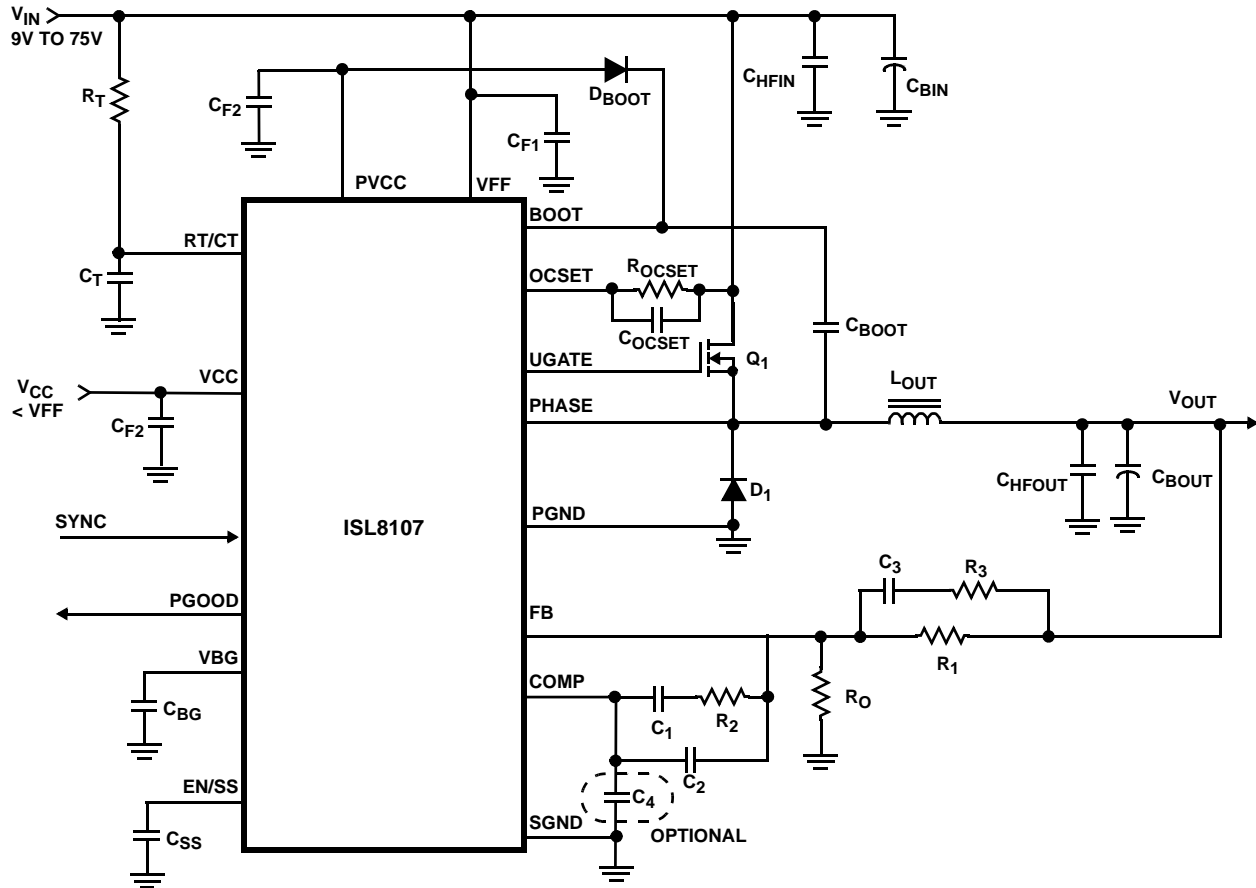 VIN
9V TO 75V
RT
CF2
DBOOT
CHFIN
CBIN
CF1
PVCC
VFF
BOOT
RT/CT
CT
OCSET
ROCSET
COCSET
CBOOT
UGATE
Q1
VCC
< VFF
VCC
CF2
PHASE
LOUT
VOUT
D1
CHFOUT
CBOUT
SYNC
ISL8107
PGND
PGOOD
FB
C3
R3
R1
VBG
CBG
COMP
C1
R2
RO
C2
EN/SS
CSS
C4
SGND
OPTIONAL